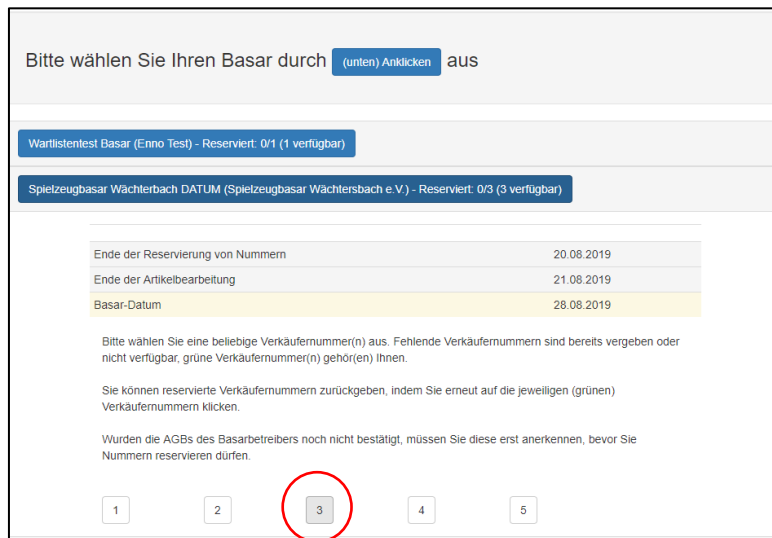 Bitte wählen Sie Ihren Basar durch (unten) Anklicken aus
Wartlistentest Basar (Enno Test) - Reserviert: 0/1 (1 verfügbar)
Spielzeugbasar Wächterbach DATUM (Spielzeugbasar Wächtersbach e.V.) - Reserviert: 0/3 (3 verfügbar)
Ende der Reservierung von Nummern 20.08.2019
Ende der Artikelbearbeitung 21.08.2019
Basar-Datum 28.08.2019
Bitte wählen Sie eine beliebige Verkäufernummer(n) aus. Fehlende Verkäufernummern sind bereits vergeben oder
nicht verfügbar, grüne Verkäufernummer(n) gehör(en) Ihnen.
Sie können reservierte Verkäufernummern zurückgeben, indem Sie erneut auf die jeweiligen (grünen)
Verkäufernummern klicken.
Wurden die AGBs des Basarbetreibers noch nicht bestätigt, müssen Sie diese erst anerkennen, bevor Sie
Nummern reservieren dürfen.
1 2 3 4 5